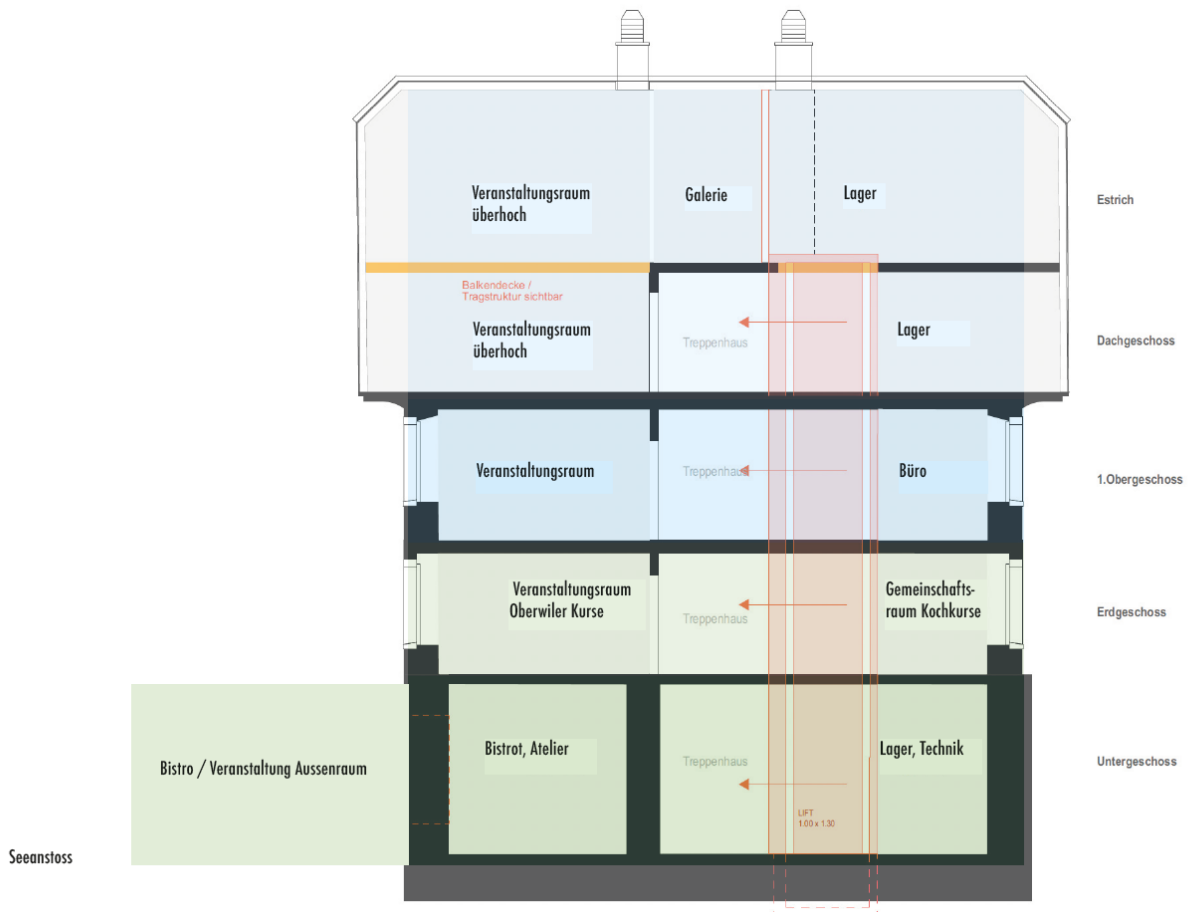 Veranstaltungsraum
überhoch
Galerie
Lager
Estrich
Balkendecke /
Tragstruktur sichtbar
Veranstaltungsraum
überhoch
Treppenhaus
Lager
Dachgeschoss
Veranstaltungsraum
Treppenhaus
Büro
1.Obergeschoss
Veranstaltungsraum
Oberwiler Kurse
Treppenhaus
Gemeinschafts-
raum Kochkurse
Erdgeschoss
Bistro / Veranstaltung Aussenraum
Bistrot, Atelier
Treppenhaus
Lager, Technik
Untergeschoss
LIFT
1.00 x 1.30
Seeanstoss